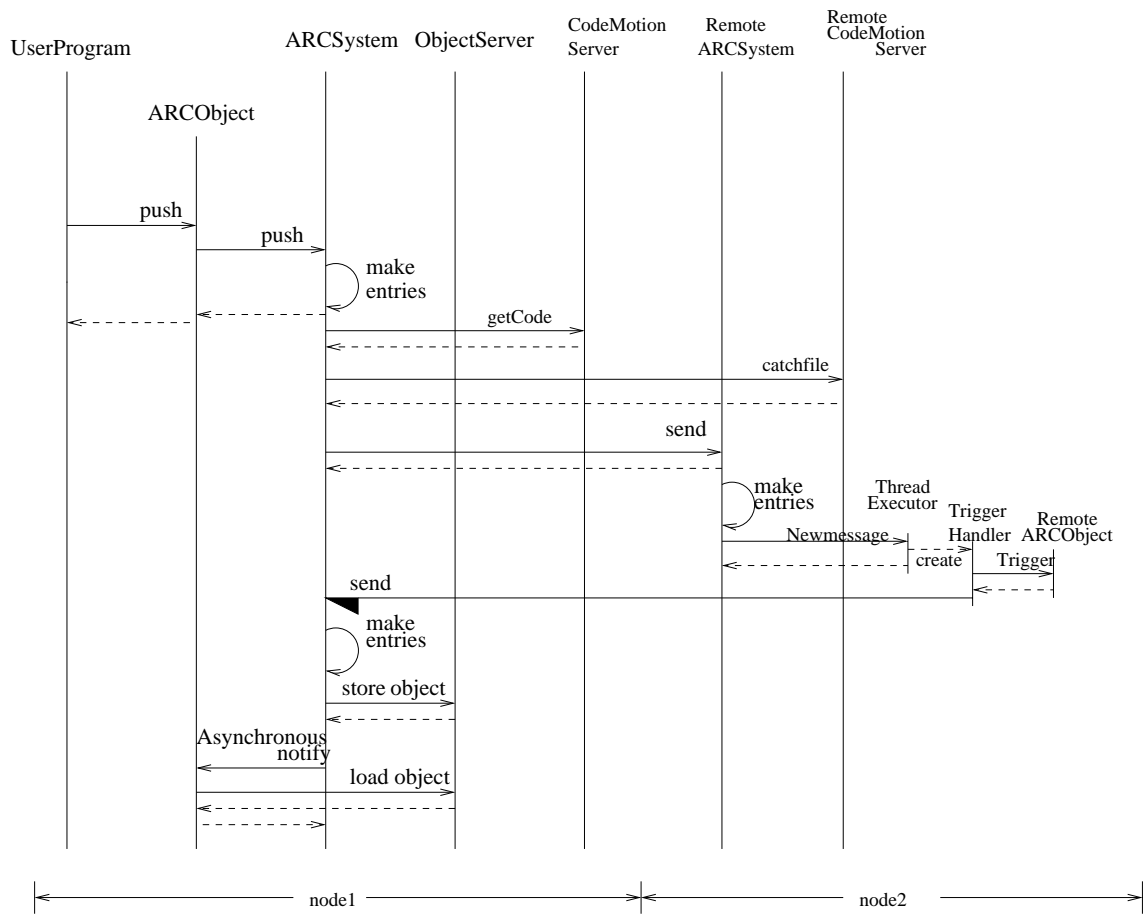 UserProgram
ARCSystem
ObjectServer
CodeMotion
Server
Remote
ARCSystem
Remote
CodeMotion
Server
ARCObject
push
push
make
entries
getCode
catchfile
send
make
entries
Thread
Executor
Trigger
Handler
Remote
ARCObject
Newmessage
create
Trigger
send
make
entries
store object
Asynchronous
notify
load object
node1
node2